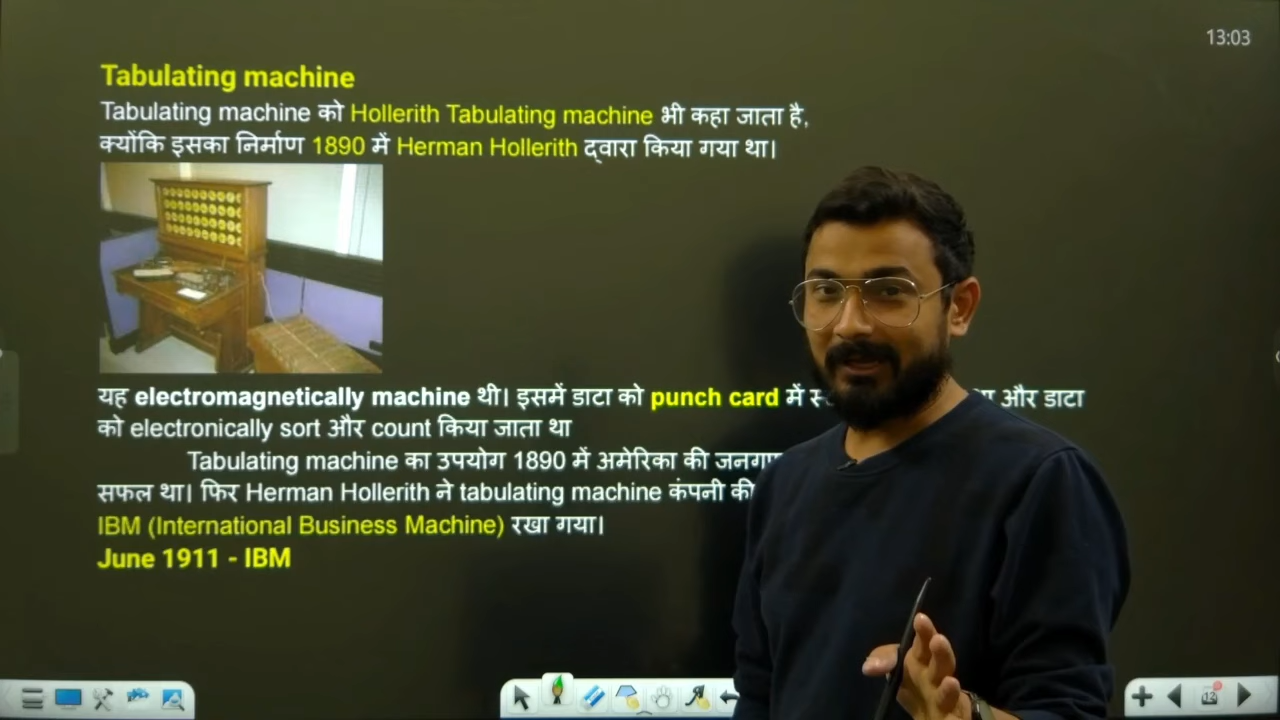 13:03
Tabulating machine
Tabulating machine को Hollerith Tabulating machine भी कहा जाता है,
क्योंकि इसका निर्माण 1890 में Herman Hollerith द्वारा किया गया था।
यह electromagnetically machine थी। इसमें डाटा को punch card में और डाटा
को electronically sort और count किया जाता था
Tabulating machine का उपयोग 1890 में अमेरिका की
सफल था। फिर Herman Hollerith ने tabulating machine कंपनी की
IBM (International Business Machine) रखा गया।
June 1911 - IBM